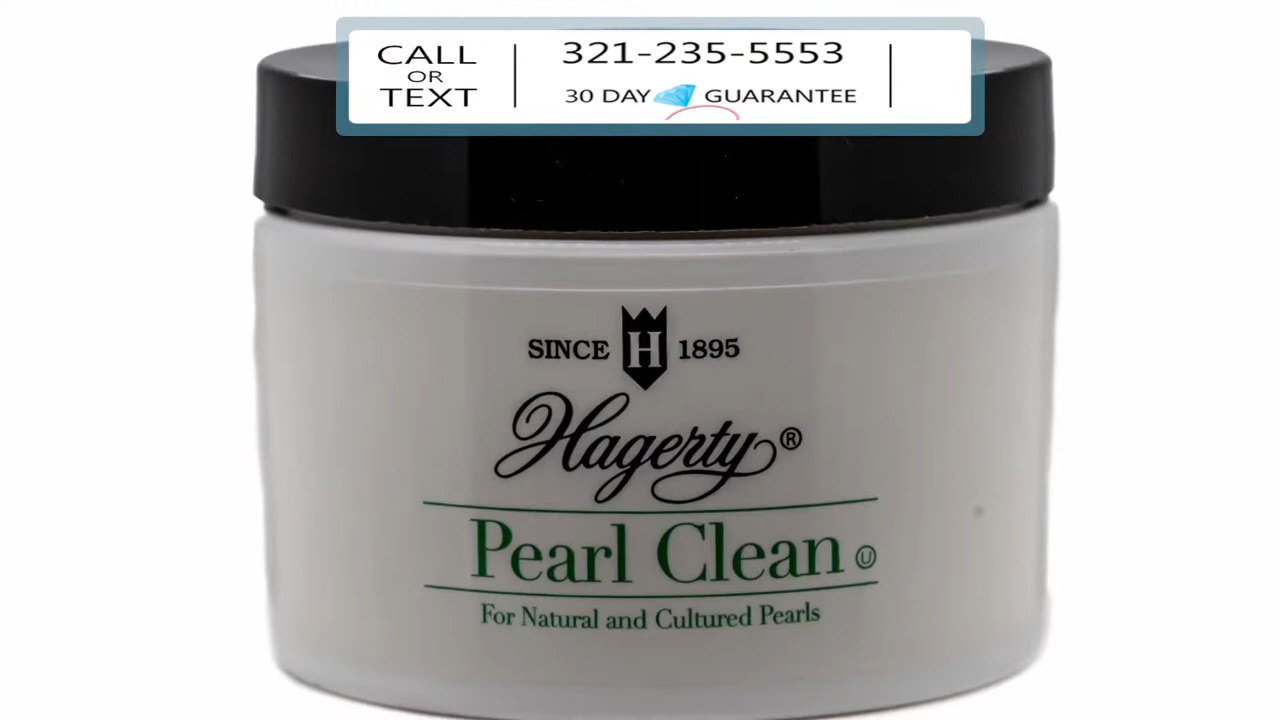 CALL
OR
TEXT
321-235-5553
30 DAY GUARANTEE
SINCE H 1895
Hagerty®
Pearl Clean Ⓤ
For Natural and Cultured Pearls